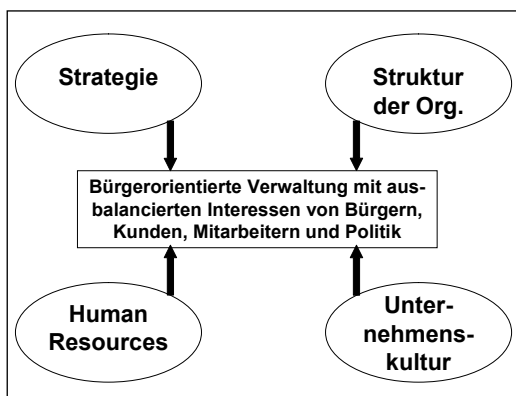 Strategie
Struktur
der Org.
Bürgerorientierte Verwaltung mit aus-
balancierten Interessen von Bürgern,
Kunden, Mitarbeitern und Politik
Human
Resources
Unter-
nehmens-
kultur